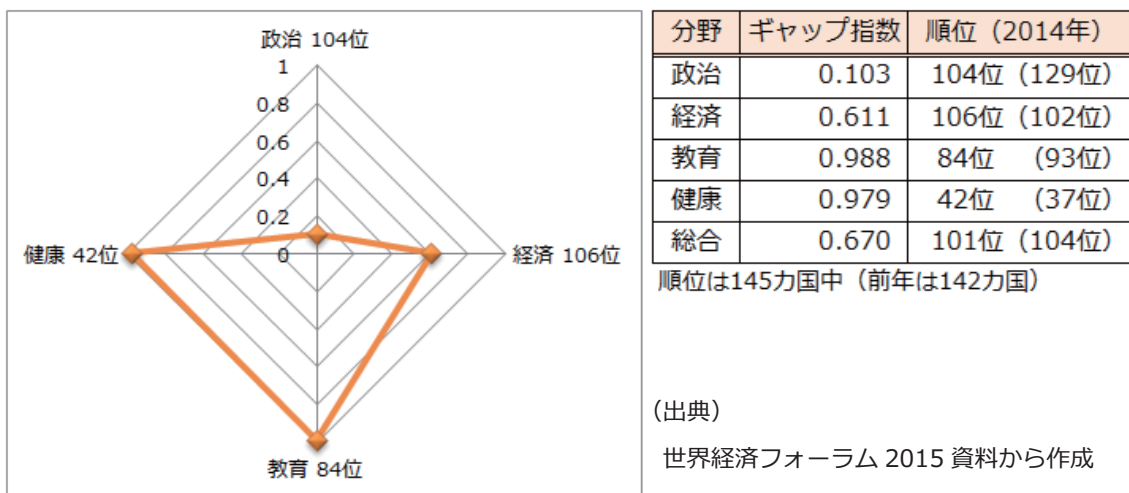 政治 104位
1
0.8
0.6
0.4
0.2
0
健康 42位
経済 106位
教育 84位
分野 ギャップ指数 順位（2014年）
政治 0.103 104位（129位）
経済 0.611 106位（102位）
教育 0.988 84位 （93位）
健康 0.979 42位 （37位）
総合 0.670 101位（104位）
順位は145カ国中（前年は142カ国）
（出典）
世界経済フォーラム 2015 資料から作成